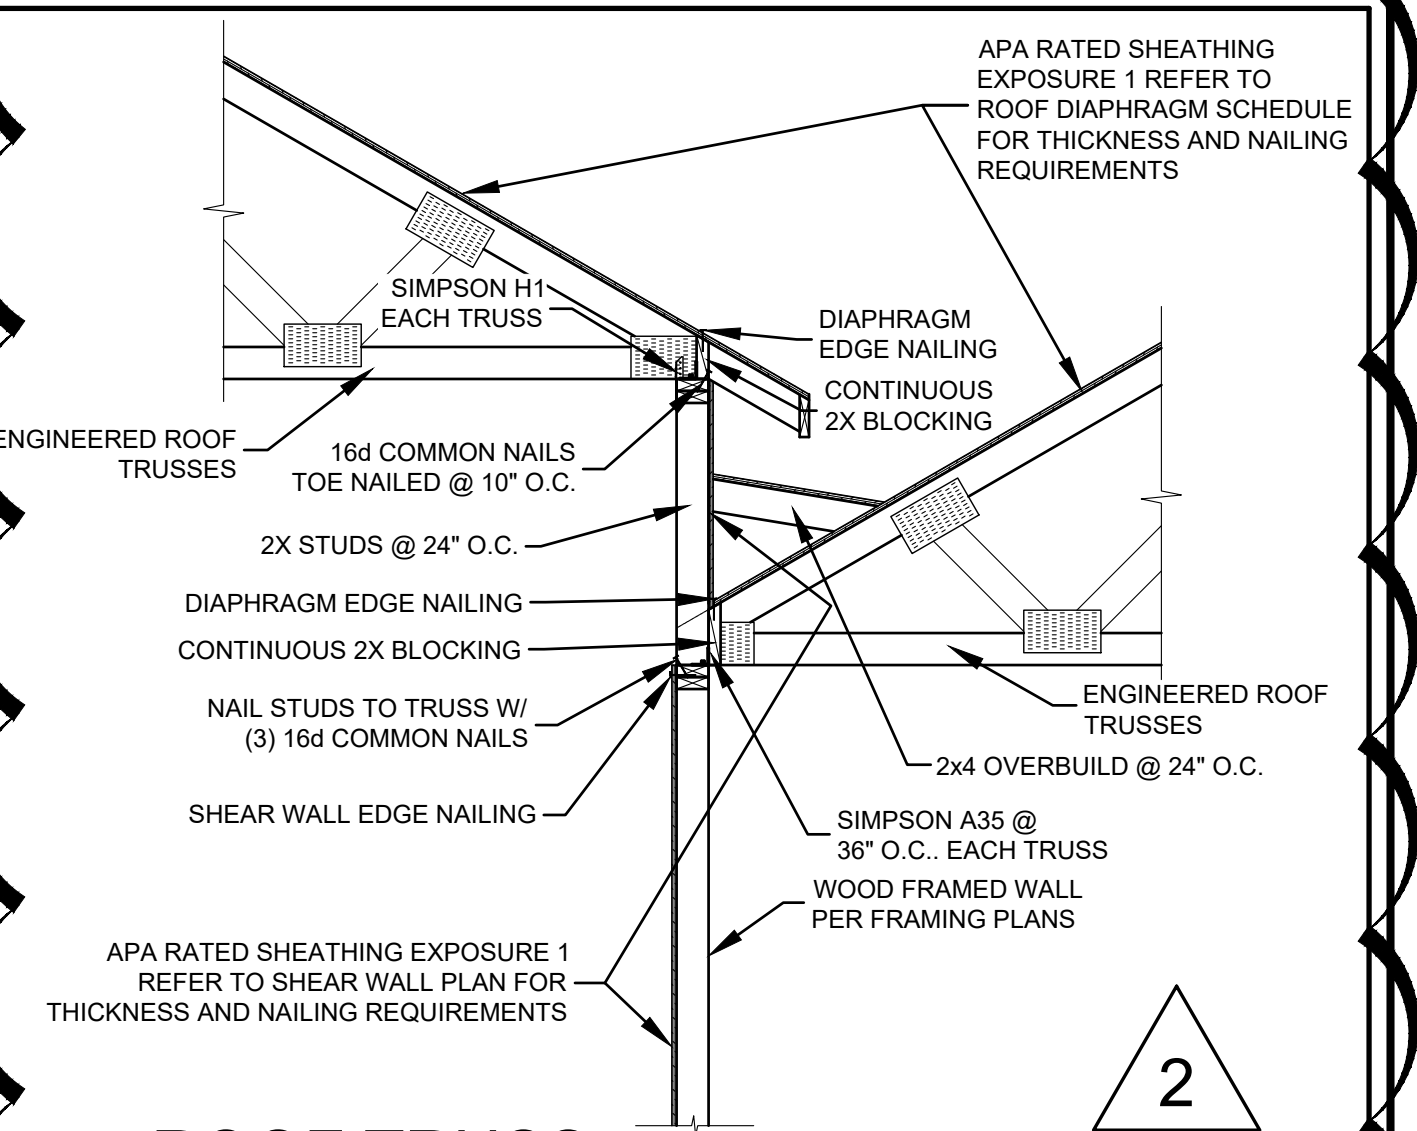 APA RATED SHEATHING
EXPOSURE 1 REFER TO
ROOF DIAPHRAGM SCHEDULE
FOR THICKNESS AND NAILING
REQUIREMENTS
SIMPSON H1
EACH TRUSS
DIAPHRAGM
EDGE NAILING
CONTINUOUS
2X BLOCKING
ENGINEERED ROOF
TRUSSES
16d COMMON NAILS
TOE NAILED @ 10" O.C.
2X STUDS @ 24" O.C.
DIAPHRAGM EDGE NAILING
CONTINUOUS 2X BLOCKING
NAIL STUDS TO TRUSS W/
(3) 16d COMMON NAILS
SHEAR WALL EDGE NAILING
ENGINEERED ROOF
TRUSSES
2x4 OVERBUILD @ 24" O.C.
SIMPSON A35 @
36" O.C.. EACH TRUSS
WOOD FRAMED WALL
PER FRAMING PLANS
APA RATED SHEATHING EXPOSURE 1
REFER TO SHEAR WALL PLAN FOR
THICKNESS AND NAILING REQUIREMENTS
2
ROOF TRUSS